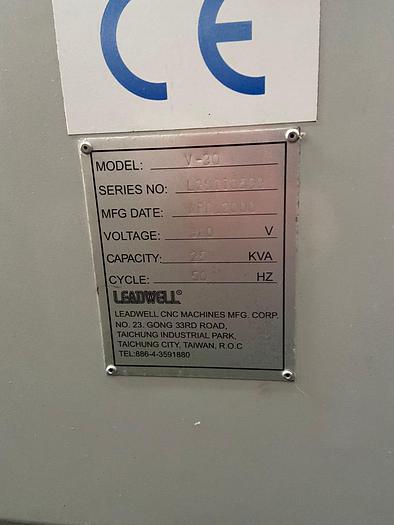 CE
MODEL: V-30
SERIES NO:
MFG DATE:
VOLTAGE: V
CAPACITY: 25 KVA
CYCLE: 50 HZ
LEADWELL®
LEADWELL CNC MACHINES MFG. CORP.
NO. 23. GONG 33RD ROAD,
TAICHUNG INDUSTRIAL PARK,
TAICHUNG CITY, TAIWAN, R.O.C
TEL:886-4-3591880